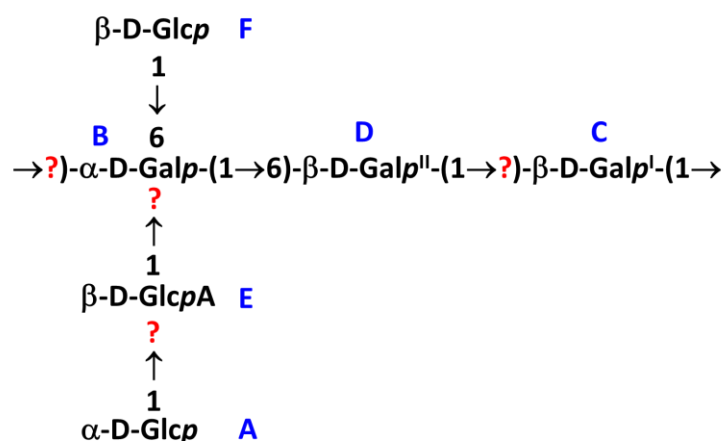 β-D-Glcp F
1
↓
B 6 D C
→?)-α-D-Galp-(1→6)-β-D-Galpᴵᴵ-(1→?)-β-D-Galpᴵ-(1→
?
↑
1
β-D-GlcpA E
?
↑
1
α-D-Glcp A